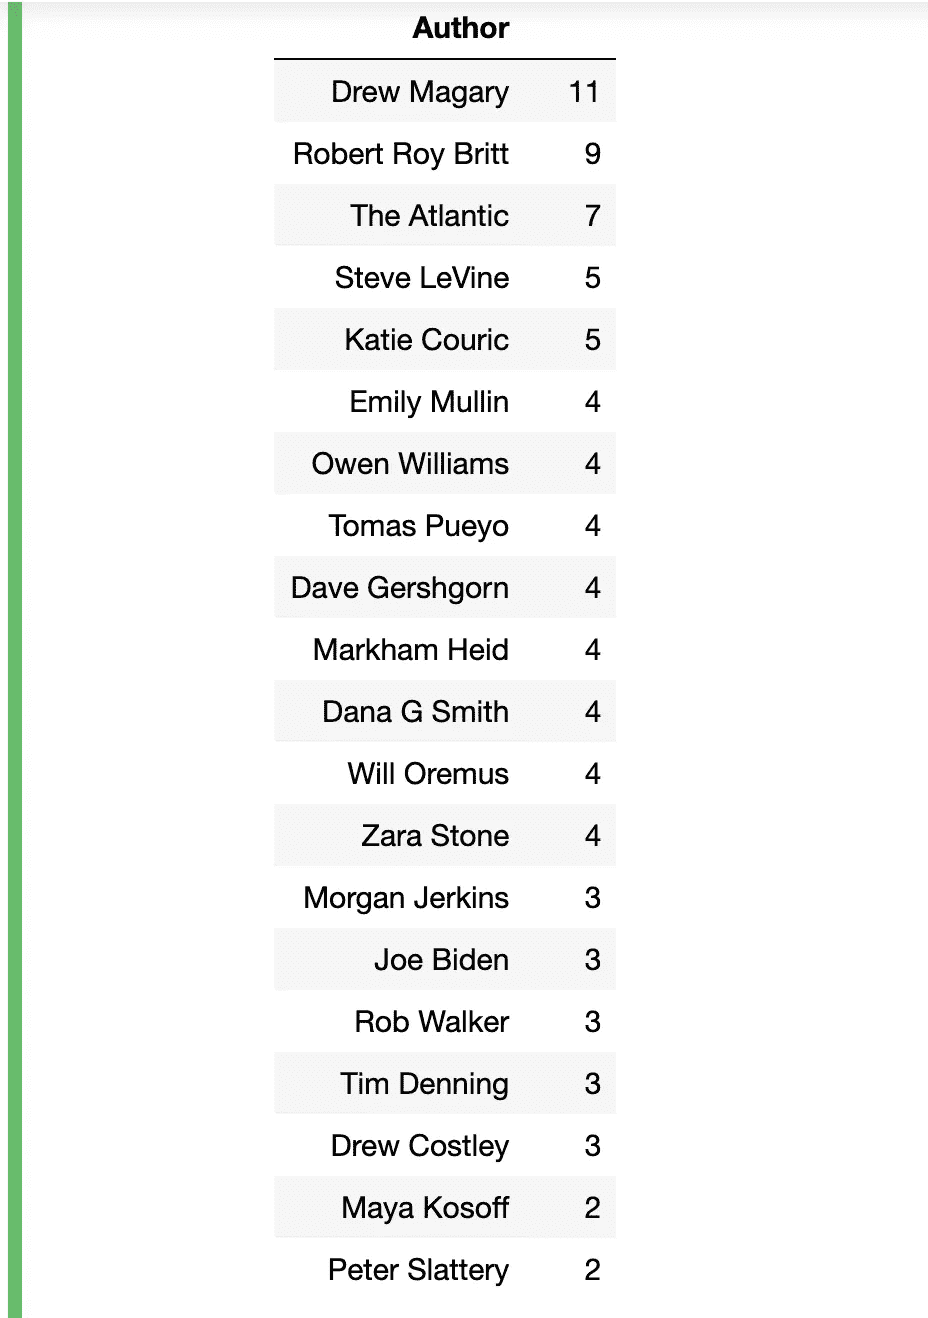 Author
Drew Magary 11
Robert Roy Britt 9
The Atlantic 7
Steve LeVine 5
Katie Couric 5
Emily Mullin 4
Owen Williams 4
Tomas Pueyo 4
Dave Gershgorn 4
Markham Heid 4
Dana G Smith 4
Will Oremus 4
Zara Stone 4
Morgan Jerkins 3
Joe Biden 3
Rob Walker 3
Tim Denning 3
Drew Costley 3
Maya Kosoff 2
Peter Slattery 2